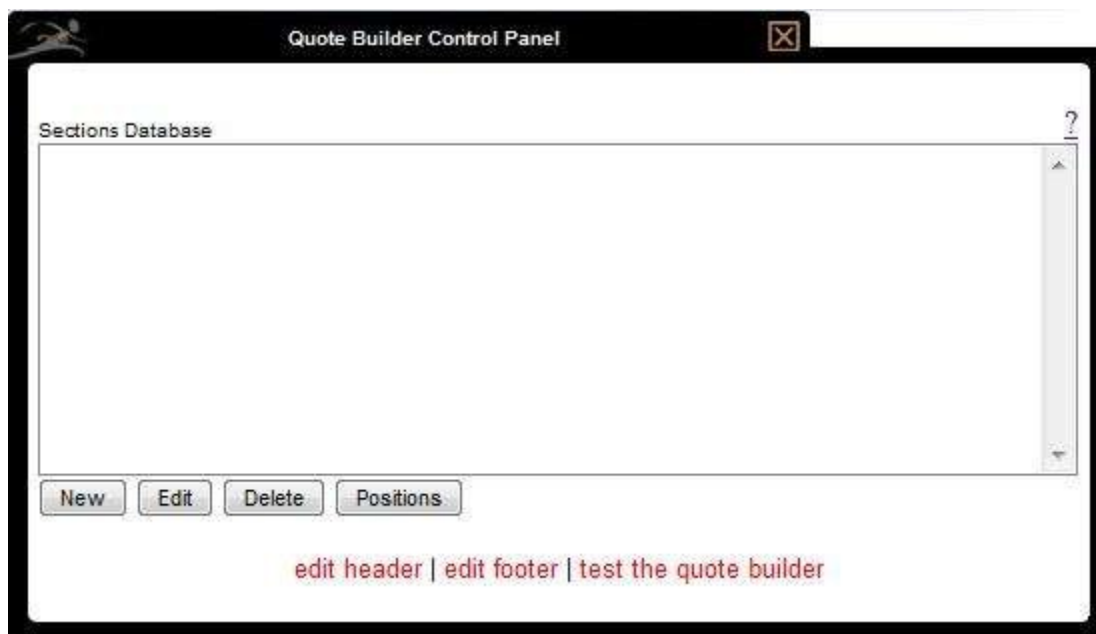 Quote Builder Control Panel
Sections Database
?
New Edit Delete Positions
edit header | edit footer | test the quote builder